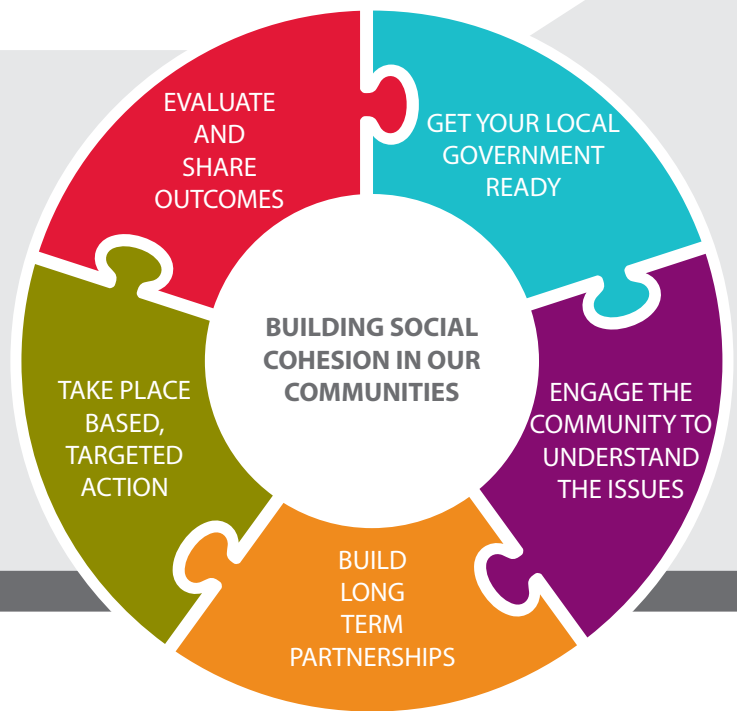 BUILDING SOCIAL
COHESION IN OUR
COMMUNITIES
GET YOUR LOCAL
GOVERNMENT
READY
ENGAGE THE
COMMUNITY TO
UNDERSTAND
THE ISSUES
BUILD
LONG
TERM
PARTNERSHIPS
TAKE PLACE
BASED,
TARGETED
ACTION
EVALUATE
AND
SHARE
OUTCOMES